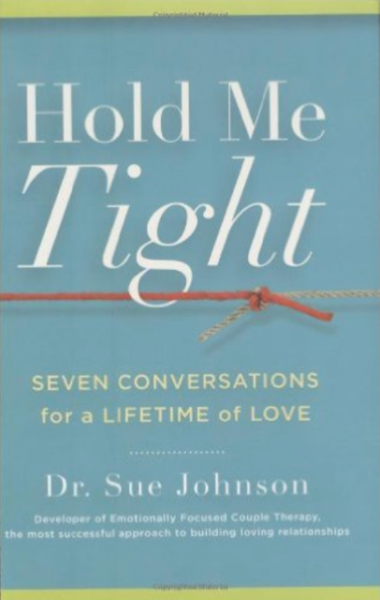 Hold Me
Tight
SEVEN CONVERSATIONS
for a LIFETIME of LOVE
Dr. Sue Johnson
Developer of Emotionally Focused Couple Therapy,
the most successful approach to building loving relationships